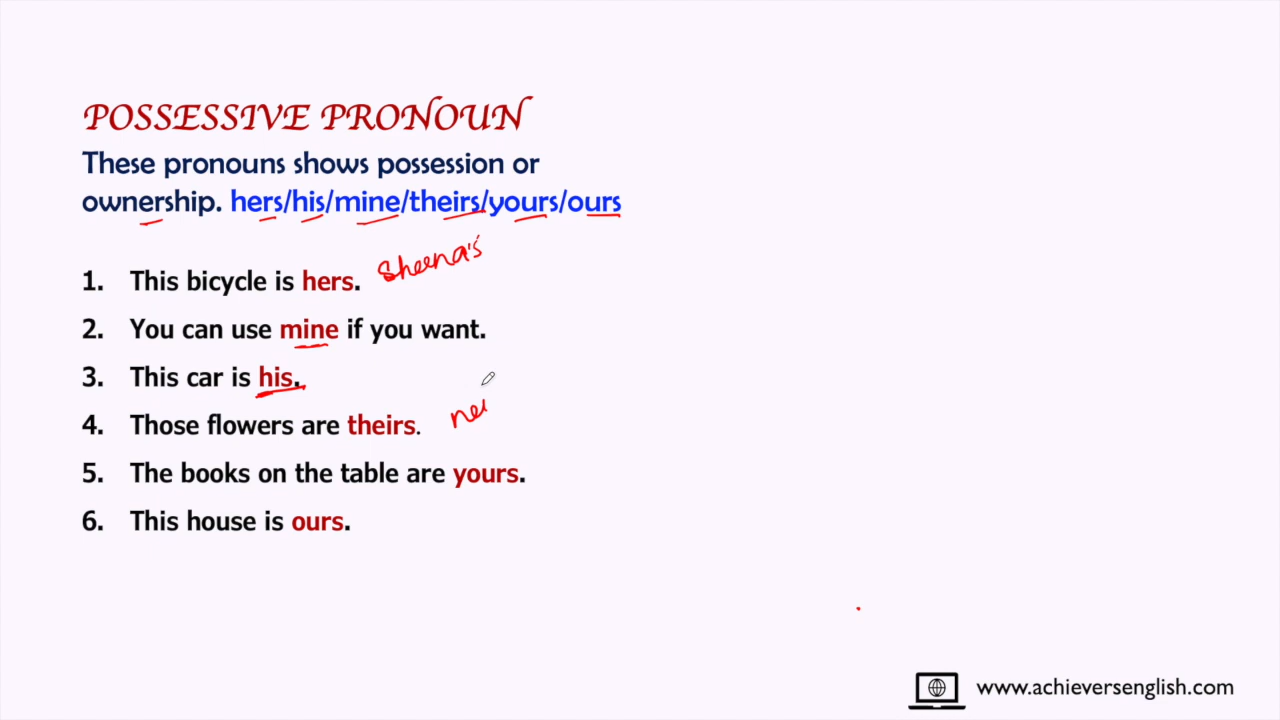 POSSESSIVE PRONOUN
These pronouns shows possession or
ownership. hers/his/mine/theirs/yours/ours
1. This bicycle is hers. Sheena's
2. You can use mine if you want.
3. This car is his.
4. Those flowers are theirs.
5. The books on the table are yours.
6. This house is ours.
www.achieversenglish.com